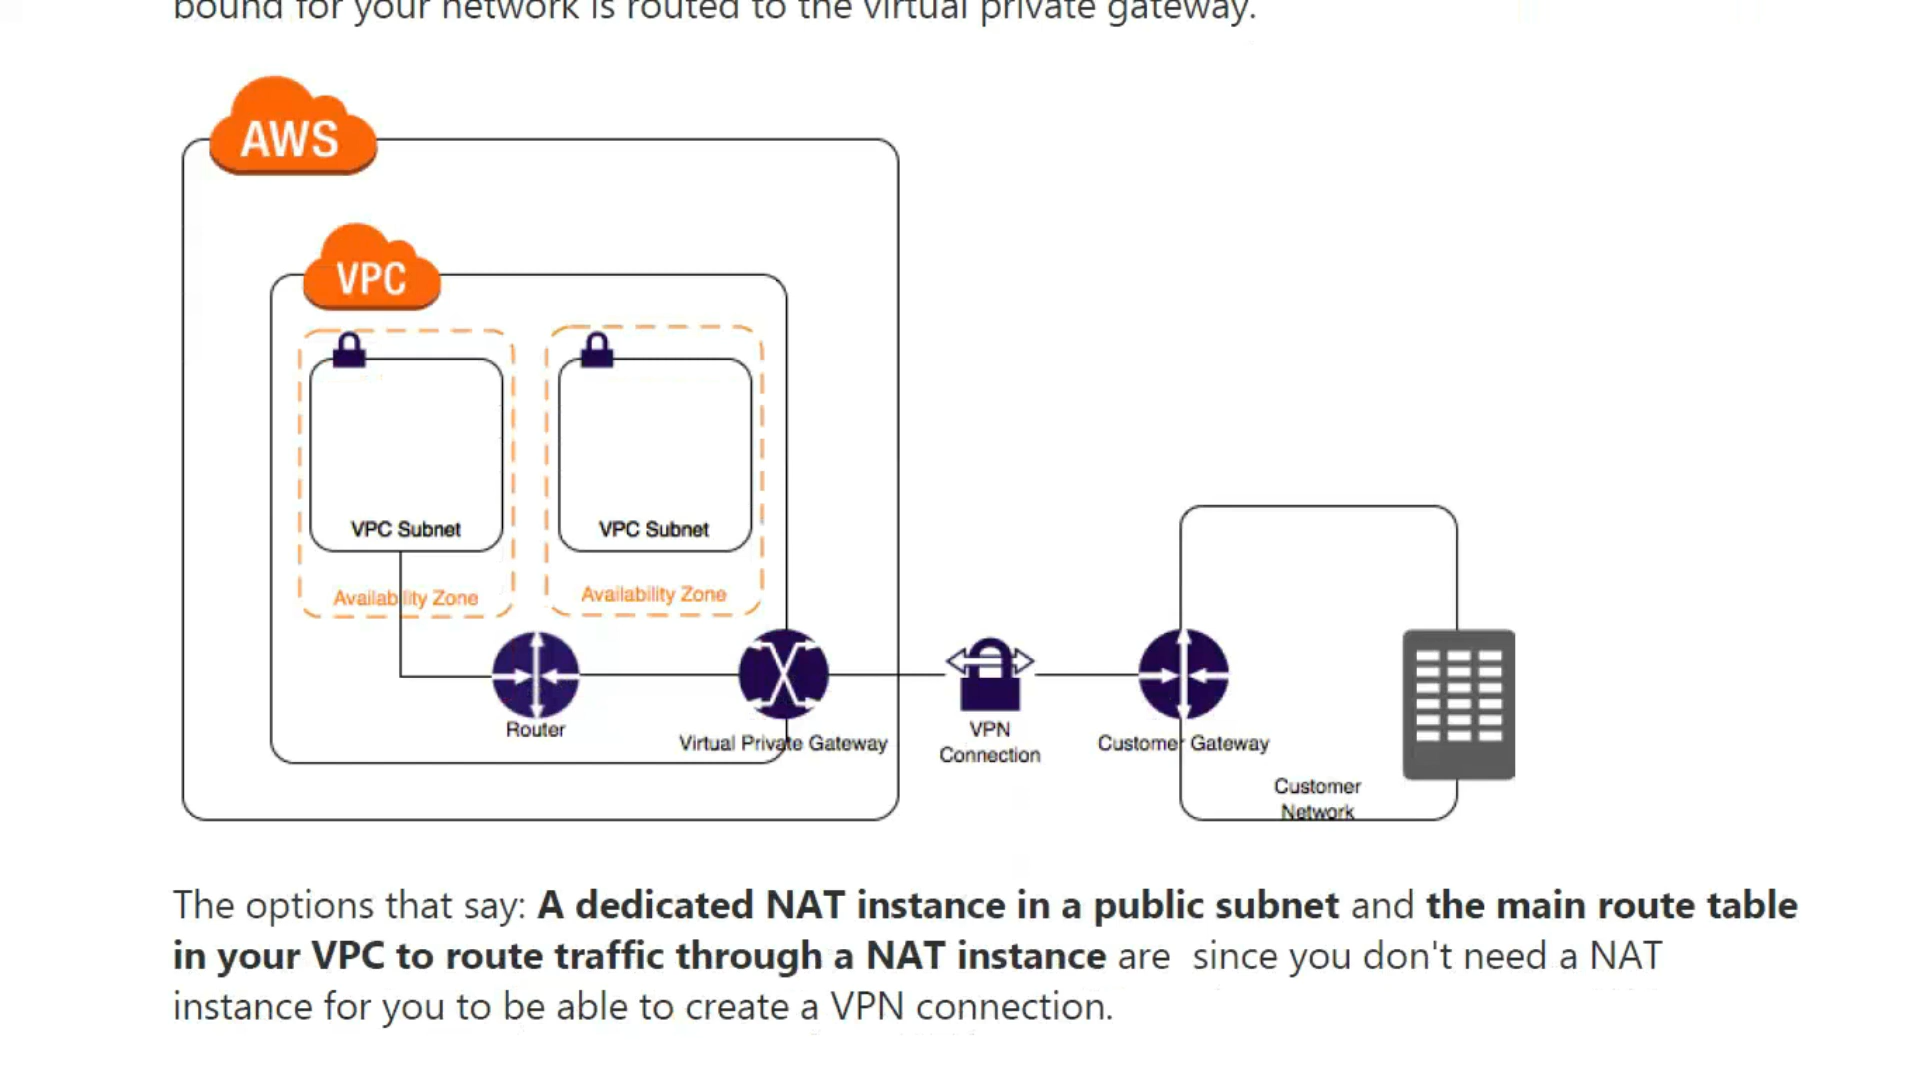 bound for your network is routed to the virtual private gateway.
AWS
VPC
VPC Subnet
VPC Subnet
Availability Zone
Availability Zone
Router
Virtual Private Gateway
VPN
Connection
Customer Gateway
Customer
Network
The options that say: A dedicated NAT instance in a public subnet and the main route table
in your VPC to route traffic through a NAT instance are since you don't need a NAT
instance for you to be able to create a VPN connection.